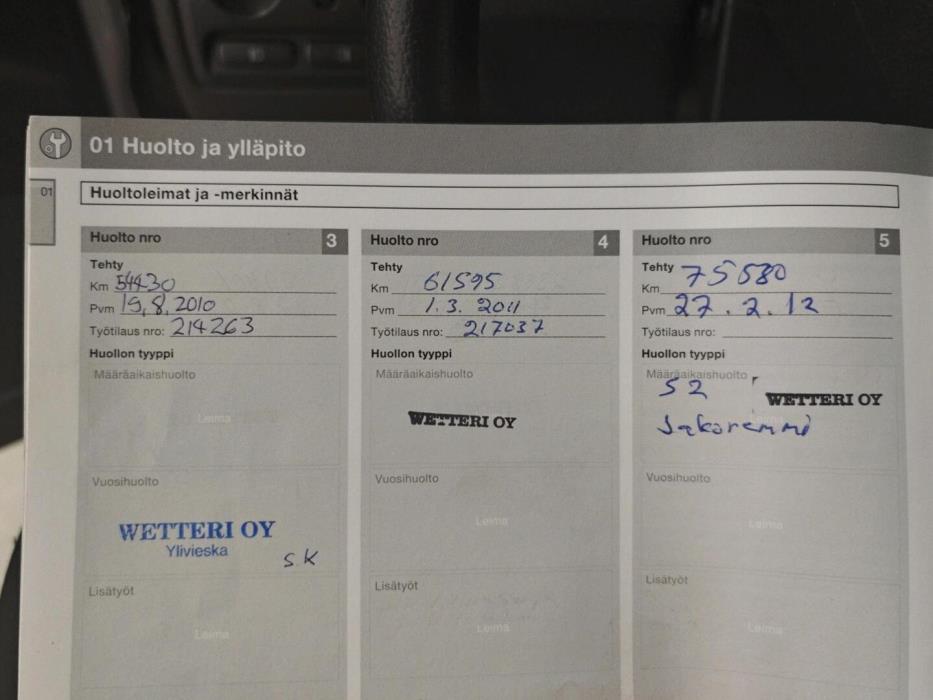 01 Huolto ja ylläpito
01
Huoltoleimat ja -merkinnät
Huolto nro 3
Tehty
Km 54430
Pvm 19.8.2010
Työtilaus nro: 214263
Huollon tyyppi
Määräaikaishuolto
Leima
Vuosihuolto
WETTERI OY
Ylivieska
SK
Lisätyöt
Leima
Huolto nro 4
Tehty
Km 61595
Pvm 1.3. 2011
Työtilaus nro: 217037
Huollon tyyppi
Määräaikaishuolto
WETTERI OY
Vuosihuolto
Leima
Lisätyöt
Leima
Huolto nro 5
Tehty
Km 75580
Pvm 27.2.12
Työtilaus nro:
Huollon tyyppi
Määräaikaishuolto
S2
WETTERI OY
Jakoremmi
Vuosihuolto
Leima
Lisätyöt
Leima